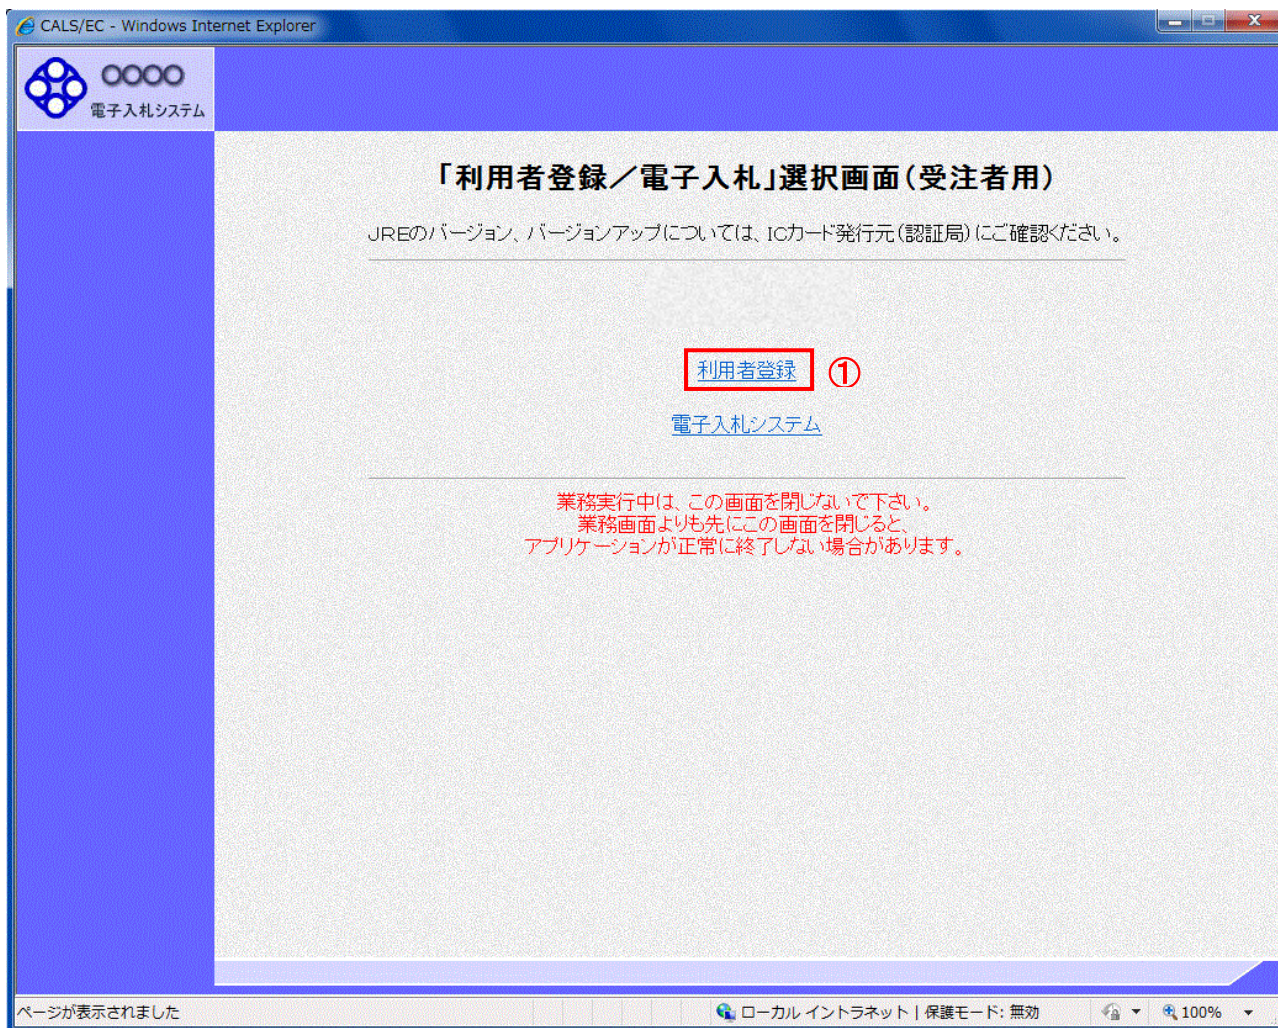 CALS/EC - Windows Internet Explorer
○○○○
電子入札システム
「利用者登録／電子入札」選択画面（受注者用）
JREのバージョン、バージョンアップについては、ICカード発行元（認証局）にご確認ください。
利用者登録 ①
電子入札システム
業務実行中は、この画面を閉じないで下さい。
業務画面よりも先にこの画面を閉じると、
アプリケーションが正常に終了しない場合があります。
ページが表示されました ローカル イントラネット | 保護モード: 無効 100%